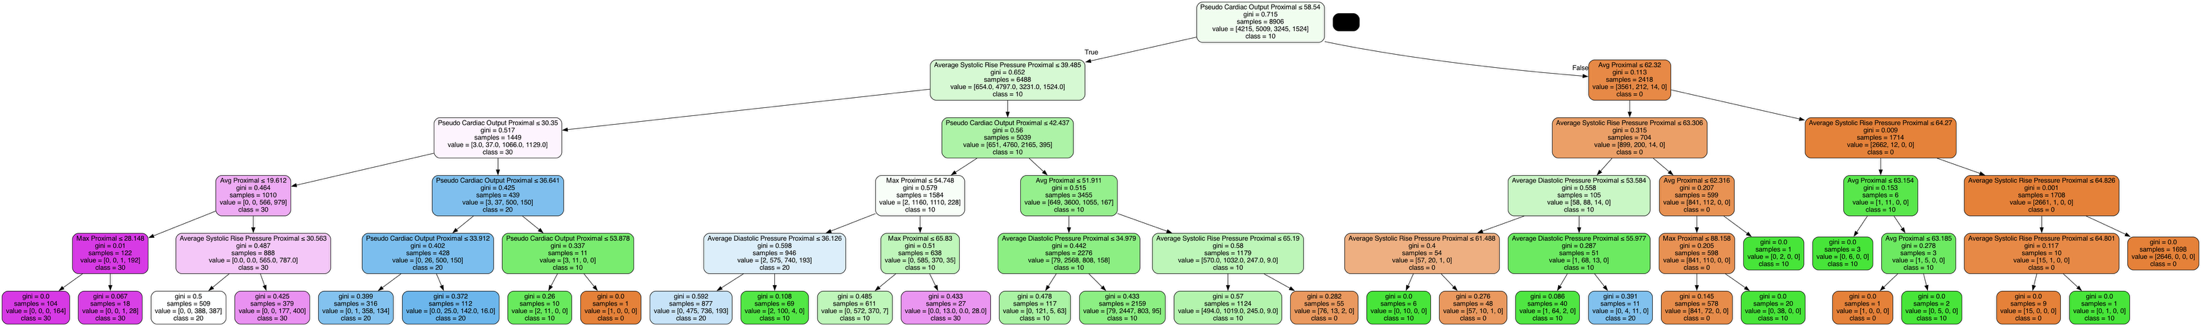 Pseudo Cardiac Output Proximal ≤ 58.54
gini = 0.715
samples = 8906
value = [4215, 5009, 3245, 1524]
class = 10
True
False
Average Systolic Rise Pressure Proximal ≤ 39.485
gini = 0.652
samples = 6488
value = [654.0, 4797.0, 3231.0, 1524.0]
class = 10
Avg Proximal ≤ 62.32
gini = 0.113
samples = 2418
value = [3561, 212, 14, 0]
class = 0
Pseudo Cardiac Output Proximal ≤ 30.35
gini = 0.517
samples = 1449
value = [3.0, 37.0, 1066.0, 1129.0]
class = 30
Pseudo Cardiac Output Proximal ≤ 42.437
gini = 0.56
samples = 5039
value = [651, 4760, 2165, 395]
class = 10
Average Systolic Rise Pressure Proximal ≤ 63.306
gini = 0.315
samples = 704
value = [899, 200, 14, 0]
class = 0
Average Systolic Rise Pressure Proximal ≤ 64.27
gini = 0.009
samples = 1714
value = [2662, 12, 0, 0]
class = 0
Avg Proximal ≤ 19.612
gini = 0.464
samples = 1010
value = [0, 0, 566, 979]
class = 30
Pseudo Cardiac Output Proximal ≤ 36.641
gini = 0.425
samples = 439
value = [3, 37, 500, 150]
class = 20
Max Proximal ≤ 54.748
gini = 0.579
samples = 1584
value = [2, 1160, 1110, 228]
class = 10
Avg Proximal ≤ 51.911
gini = 0.515
samples = 3455
value = [649, 3600, 1055, 167]
class = 10
Average Diastolic Pressure Proximal ≤ 53.584
gini = 0.558
samples = 105
value = [58, 88, 14, 0]
class = 10
Avg Proximal ≤ 62.316
gini = 0.207
samples = 599
value = [841, 112, 0, 0]
class = 0
Avg Proximal ≤ 63.154
gini = 0.153
samples = 6
value = [1, 11, 0, 0]
class = 10
Average Systolic Rise Pressure Proximal ≤ 64.826
gini = 0.001
samples = 1708
value = [2661, 1, 0, 0]
class = 0
Max Proximal ≤ 28.148
gini = 0.01
samples = 122
value = [0, 0, 1, 192]
class = 30
Average Systolic Rise Pressure Proximal ≤ 30.563
gini = 0.487
samples = 888
value = [0.0, 0.0, 565.0, 787.0]
class = 30
Pseudo Cardiac Output Proximal ≤ 33.912
gini = 0.402
samples = 428
value = [0, 26, 500, 150]
class = 20
Pseudo Cardiac Output Proximal ≤ 53.878
gini = 0.337
samples = 11
value = [3, 11, 0, 0]
class = 10
Average Diastolic Pressure Proximal ≤ 36.126
gini = 0.598
samples = 946
value = [2, 575, 740, 193]
class = 20
Max Proximal ≤ 65.83
gini = 0.51
samples = 638
value = [0, 585, 370, 35]
class = 10
Average Diastolic Pressure Proximal ≤ 34.979
gini = 0.442
samples = 2276
value = [79, 2568, 808, 158]
class = 10
Average Systolic Rise Pressure Proximal ≤ 65.19
gini = 0.58
samples = 1179
value = [570.0, 1032.0, 247.0, 9.0]
class = 10
Average Systolic Rise Pressure Proximal ≤ 61.488
gini = 0.4
samples = 54
value = [57, 20, 1, 0]
class = 0
Average Diastolic Pressure Proximal ≤ 55.977
gini = 0.287
samples = 51
value = [1, 68, 13, 0]
class = 10
Max Proximal ≤ 88.158
gini = 0.205
samples = 598
value = [841, 110, 0, 0]
class = 0
gini = 0.0
samples = 1
value = [0, 2, 0, 0]
class = 10
gini = 0.0
samples = 3
value = [0, 6, 0, 0]
class = 10
Avg Proximal ≤ 63.185
gini = 0.278
samples = 3
value = [1, 5, 0, 0]
class = 10
Average Systolic Rise Pressure Proximal ≤ 64.801
gini = 0.117
samples = 10
value = [15, 1, 0, 0]
class = 0
gini = 0.0
samples = 1698
value = [2646, 0, 0, 0]
class = 0
gini = 0.0
samples = 104
value = [0, 0, 0, 164]
class = 30
gini = 0.067
samples = 18
value = [0, 0, 1, 28]
class = 30
gini = 0.5
samples = 509
value = [0, 0, 388, 387]
class = 20
gini = 0.425
samples = 379
value = [0, 0, 177, 400]
class = 30
gini = 0.399
samples = 316
value = [0, 1, 358, 134]
class = 20
gini = 0.372
samples = 112
value = [0.0, 25.0, 142.0, 16.0]
class = 20
gini = 0.26
samples = 10
value = [2, 11, 0, 0]
class = 10
gini = 0.0
samples = 1
value = [1, 0, 0, 0]
class = 0
gini = 0.592
samples = 877
value = [0, 475, 736, 193]
class = 20
gini = 0.108
samples = 69
value = [2, 100, 4, 0]
class = 10
gini = 0.485
samples = 611
value = [0, 572, 370, 7]
class = 10
gini = 0.433
samples = 27
value = [0.0, 13.0, 0.0, 28.0]
class = 30
gini = 0.478
samples = 117
value = [0, 121, 5, 63]
class = 10
gini = 0.433
samples = 2159
value = [79, 2447, 803, 95]
class = 10
gini = 0.57
samples = 1124
value = [494.0, 1019.0, 245.0, 9.0]
class = 10
gini = 0.282
samples = 55
value = [76, 13, 2, 0]
class = 0
gini = 0.0
samples = 6
value = [0, 10, 0, 0]
class = 10
gini = 0.276
samples = 48
value = [57, 10, 1, 0]
class = 0
gini = 0.086
samples = 40
value = [1, 64, 2, 0]
class = 10
gini = 0.391
samples = 11
value = [0, 4, 11, 0]
class = 20
gini = 0.145
samples = 578
value = [841, 72, 0, 0]
class = 0
gini = 0.0
samples = 20
value = [0, 38, 0, 0]
class = 10
gini = 0.0
samples = 1
value = [1, 0, 0, 0]
class = 0
gini = 0.0
samples = 2
value = [0, 5, 0, 0]
class = 10
gini = 0.0
samples = 9
value = [15, 0, 0, 0]
class = 0
gini = 0.0
samples = 1
value = [0, 1, 0, 0]
class = 10